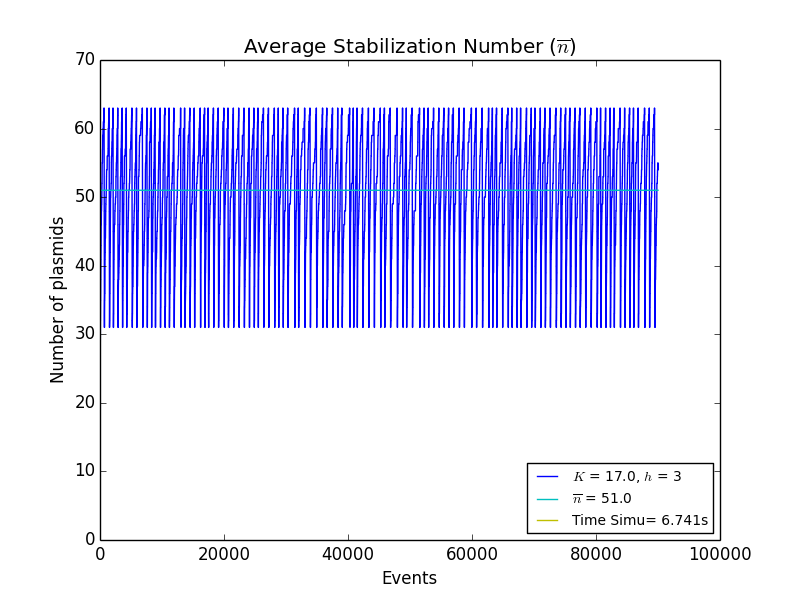 Average Stabilization Number (n̅)
70
60
50
40
30
20
10
0
Number of plasmids
0 20000 40000 60000 80000 100000
Events
K = 17.0, h = 3
n̅ = 51.0
Time Simu= 6.741s